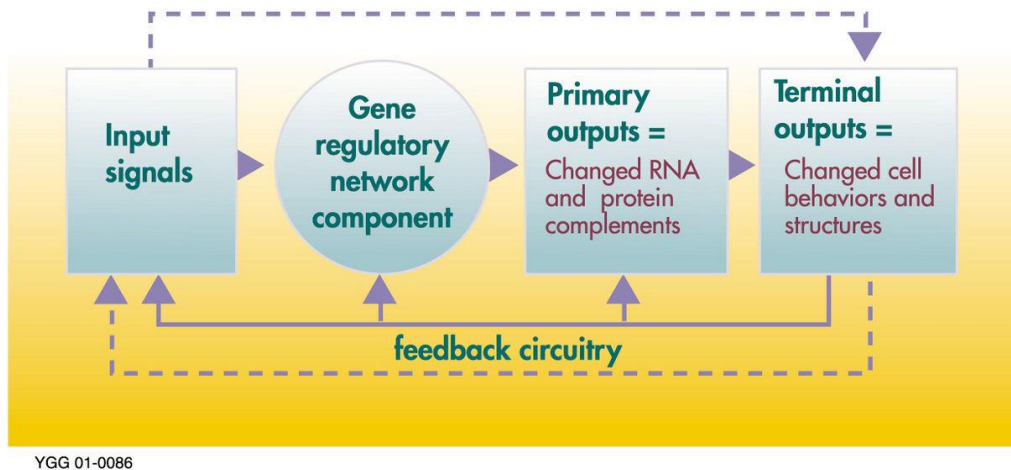 Input
signals
Gene
regulatory
network
component
Primary
outputs =
Changed RNA
and protein
complements
Terminal
outputs =
Changed cell
behaviors and
structures
feedback circuitry
YGG 01-0086